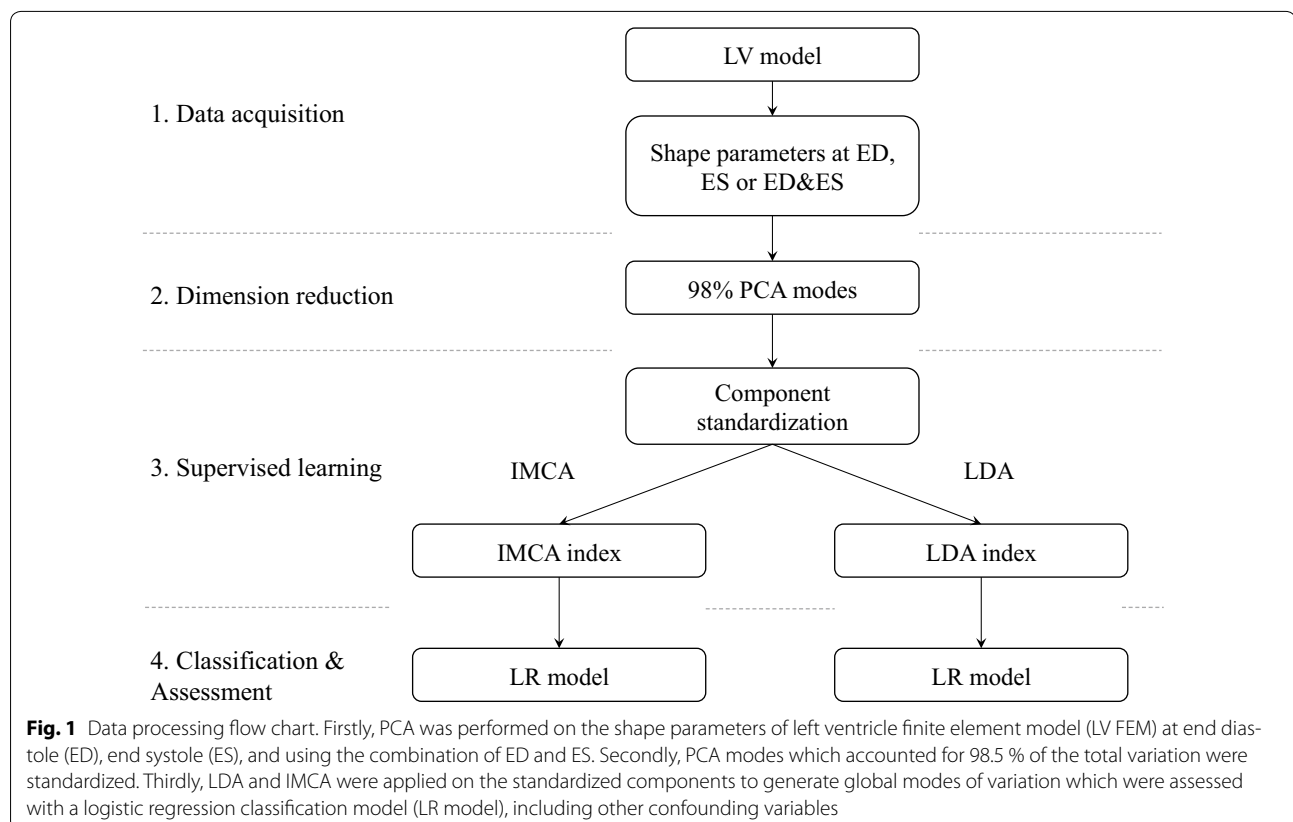 LV model
1. Data acquisition
Shape parameters at ED,
ES or ED&ES
2. Dimension reduction
98% PCA modes
Component
standardization
3. Supervised learning
IMCA
LDA
IMCA index
LDA index
4. Classification &
Assessment
LR model
LR model
Fig. 1 Data processing flow chart. Firstly, PCA was performed on the shape parameters of left ventricle finite element model (LV FEM) at end dias-
tole (ED), end systole (ES), and using the combination of ED and ES. Secondly, PCA modes which accounted for 98.5 % of the total variation were
standardized. Thirdly, LDA and IMCA were applied on the standardized components to generate global modes of variation which were assessed
with a logistic regression classification model (LR model), including other confounding variables